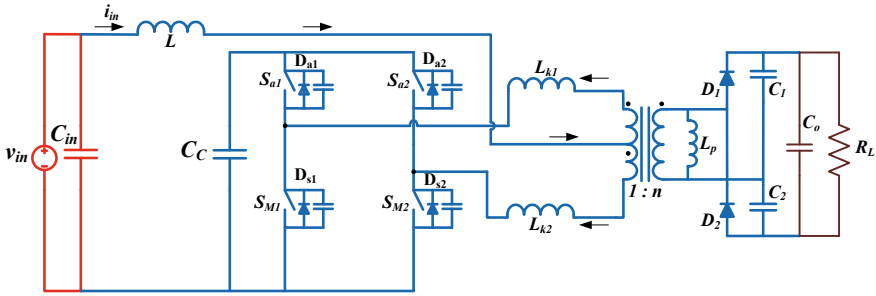 i_in
L
D_a1
D_a2
S_a1
S_a2
L_k1
D_1
C_1
v_in
C_in
C_C
L_p
C_o
R_L
D_s1
D_s2
S_M1
S_M2
1 : n
C_2
D_2
L_k2